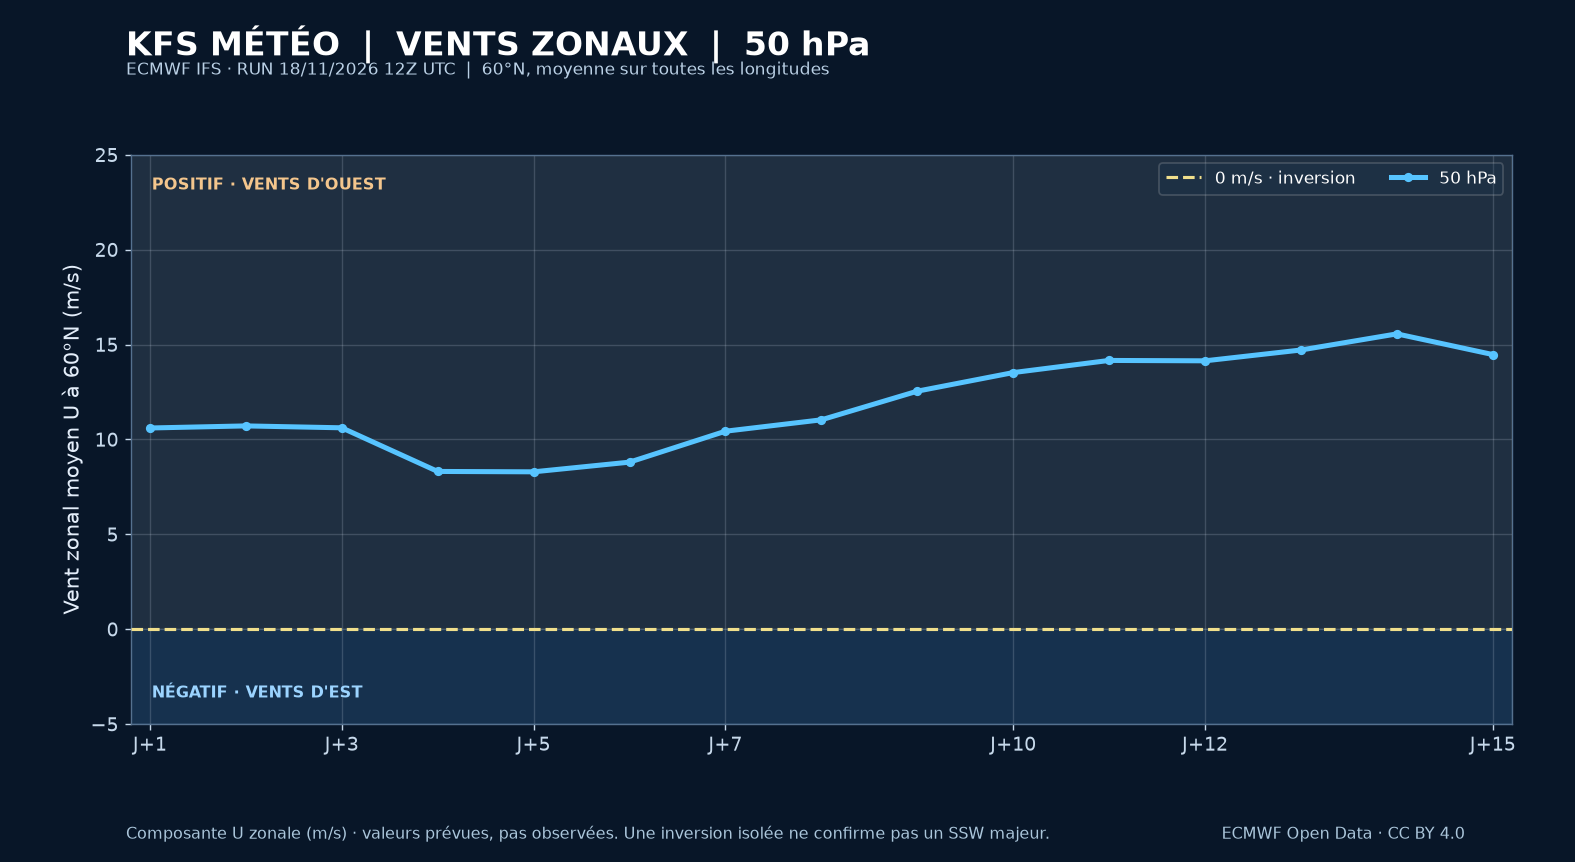 KFS MÉTÉO | VENTS ZONAUX | 50 hPa
ECMWF IFS · RUN 18/11/2026 12Z UTC | 60°N, moyenne sur toutes les longitudes
25
POSITIF · VENTS D'OUEST
0 m/s · inversion
50 hPa
20
15
10
5
0
−5
Vent zonal moyen U à 60°N (m/s)
NÉGATIF · VENTS D'EST
J+1 J+3 J+5 J+7 J+10 J+12 J+15
Composante U zonale (m/s) · valeurs prévues, pas observées. Une inversion isolée ne confirme pas un SSW majeur.
ECMWF Open Data · CC BY 4.0